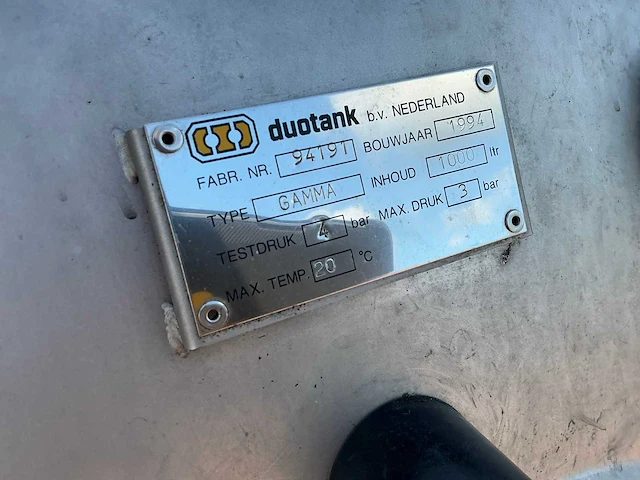 duotank b.v. NEDERLAND
FABR. NR. 94191 BOUWJAAR 1994
TYPE GAMMA INHOUD 1000 ltr
TESTDRUK 4 bar MAX. DRUK 3 bar
MAX. TEMP. 20 °C